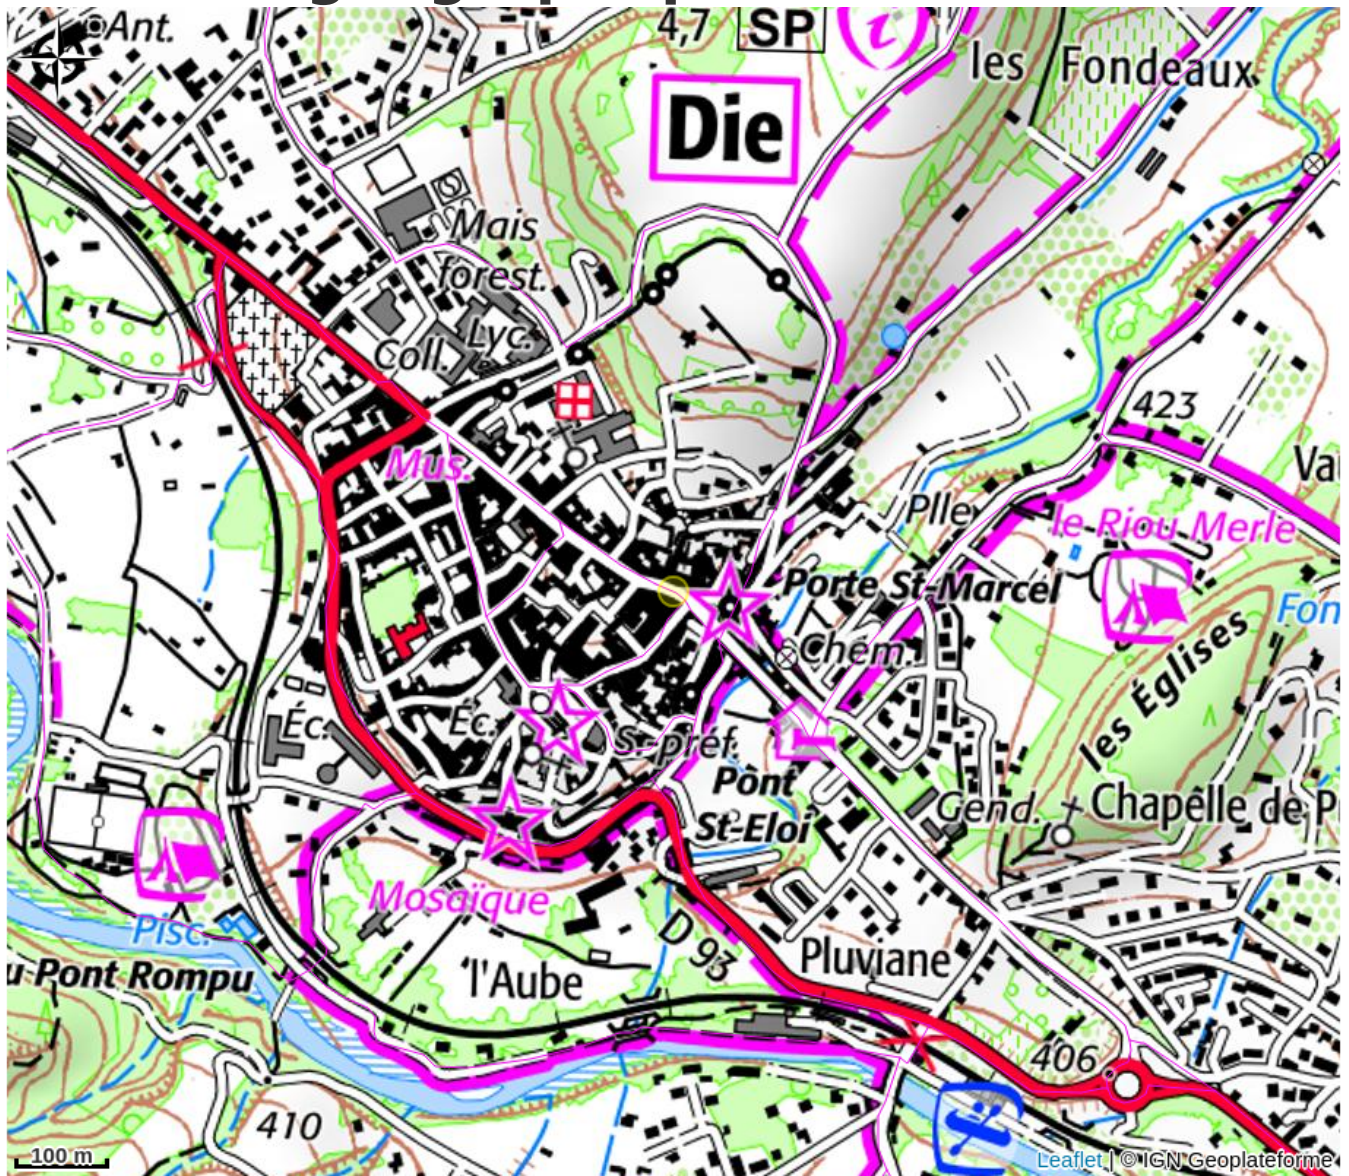 Ant.
4,7
SP
i
les Fondeaux
Die
Mais
forest.
Lyc.
Coll.
423
Mus.
Plle
le Riou Merle
Porte St-Marcel
Fon
Chem.
les Églises
Éc.
Éc.
S.-préf.
Pont
St-Eloi
Gend.
Chapelle de P
Mosaïque
Pisc.
D 93
Pluviane
u Pont Rompu
l'Aube
406
410
100 m
Leaflet | © IGN Geoplateforme